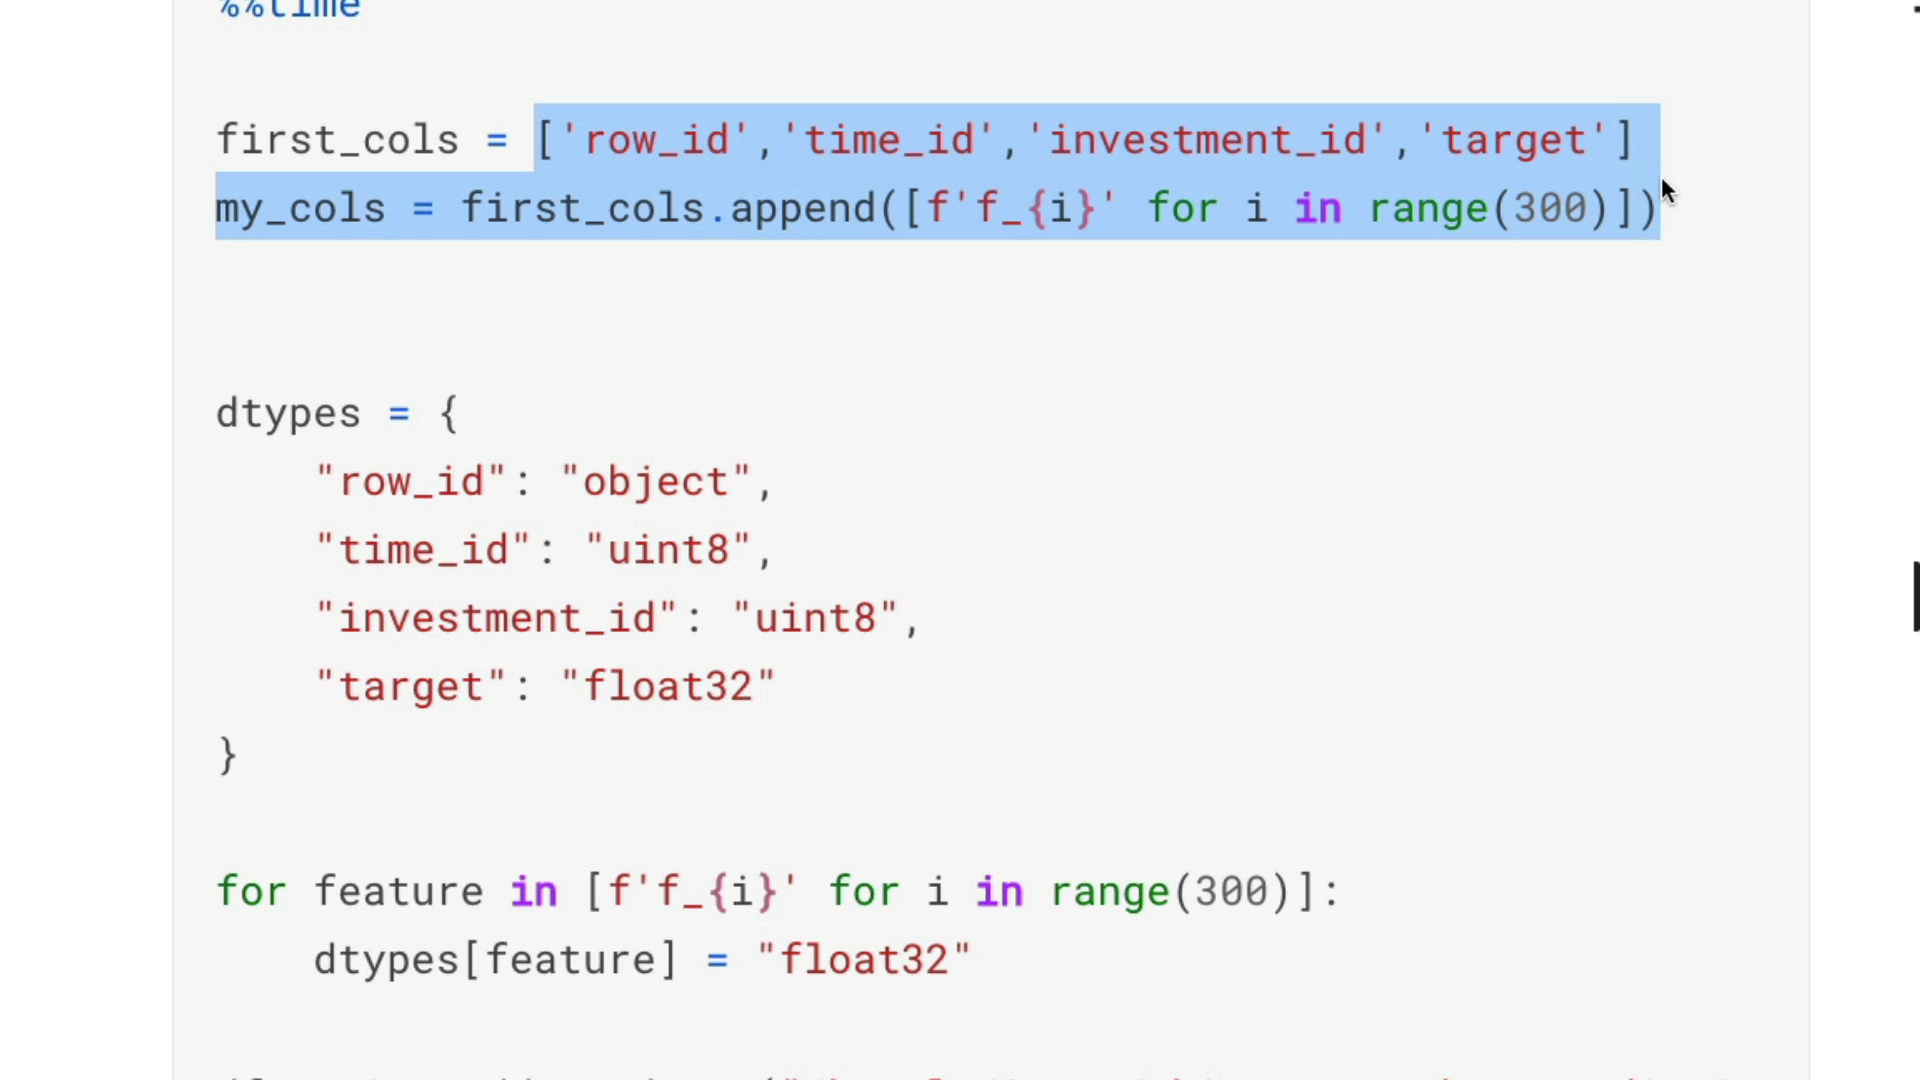 %%time
first_cols = ['row_id','time_id','investment_id','target']
my_cols = first_cols.append([f'f_{i}' for i in range(300)])
dtypes = {
    "row_id": "object",
    "time_id": "uint8",
    "investment_id": "uint8",
    "target": "float32"
}
for feature in [f'f_{i}' for i in range(300)]:
    dtypes[feature] = "float32"